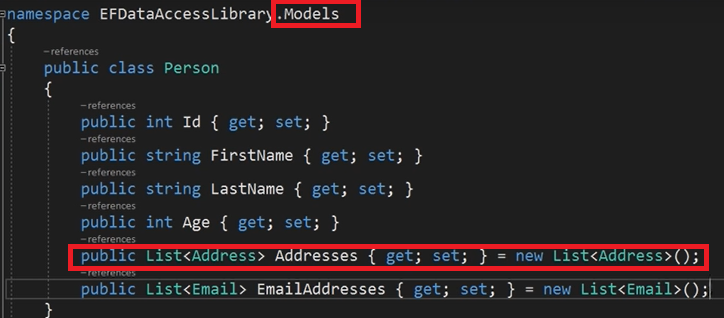 namespace EFDataAccessLibrary.Models
{
– references
public class Person
{
– references
public int Id { get; set; }
– references
public string FirstName { get; set; }
– references
public string LastName { get; set; }
– references
public int Age { get; set; }
– references
public List<Address> Addresses { get; set; } = new List<Address>();
– references
public List<Email> EmailAddresses { get; set; } = new List<Email>();
}